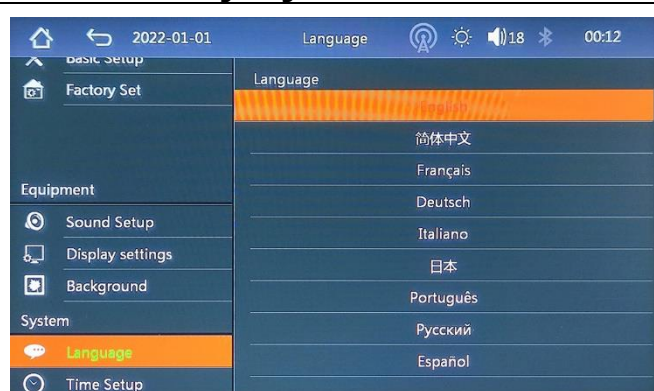 2022-01-01 Language 18 00:12
Basic Setup
Factory Set
Equipment
Sound Setup
Display settings
Background
System
Language
Time Setup
Language
English
简体中文
Français
Deutsch
Italiano
日本
Português
Русский
Español